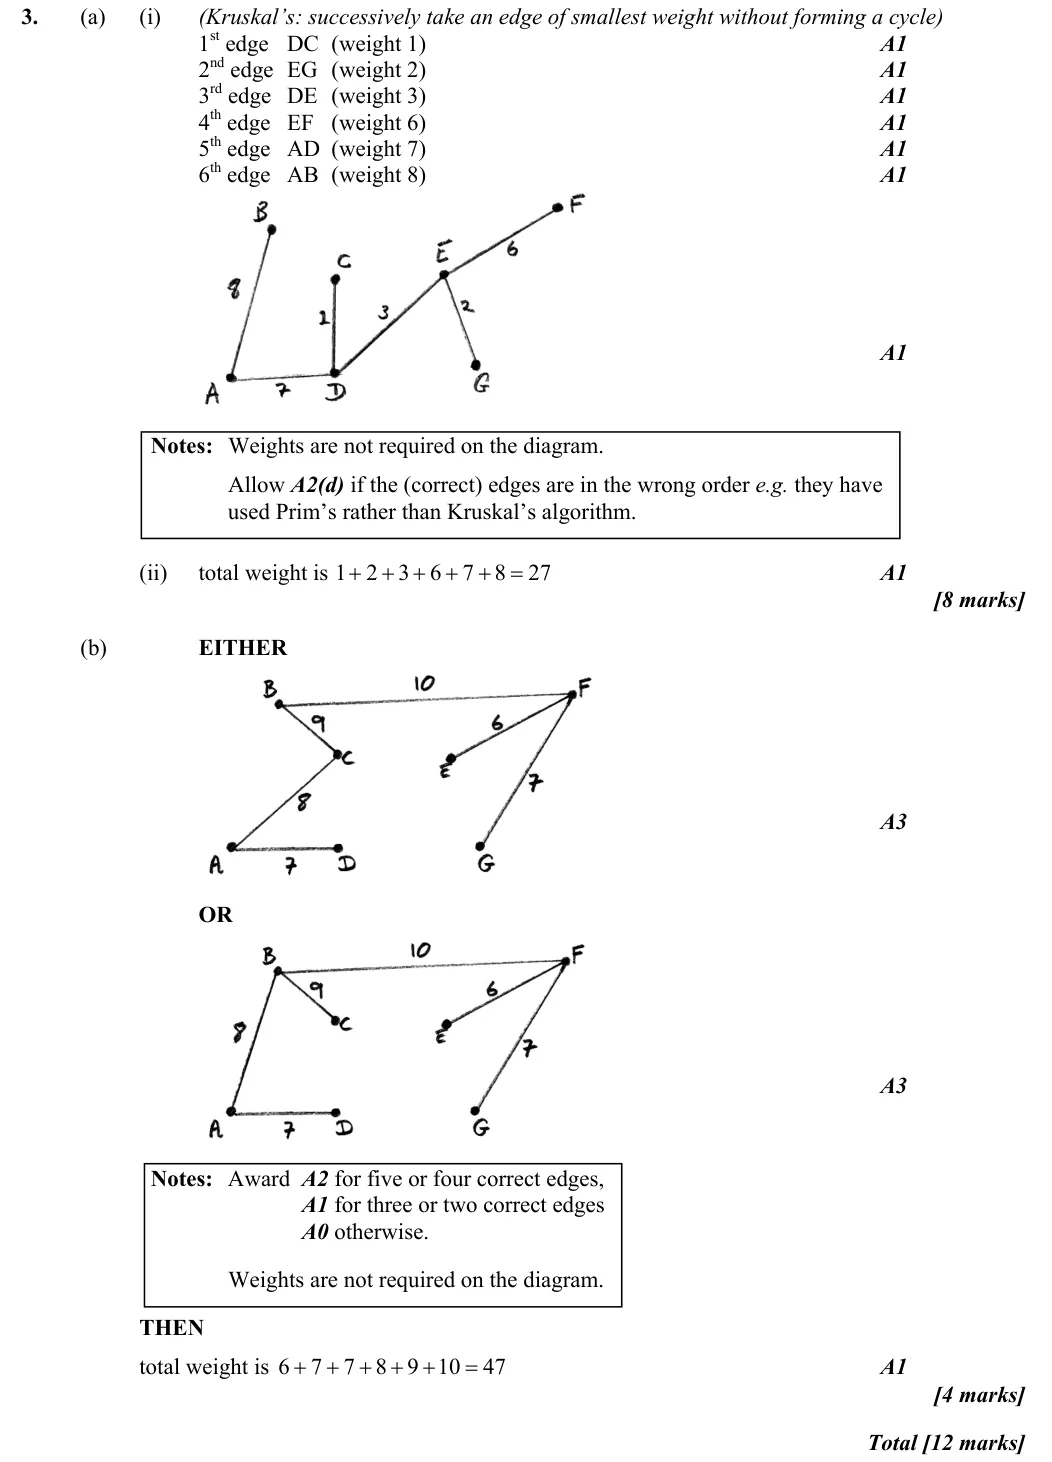 3. (a) (i) (Kruskal's: successively take an edge of smallest weight without forming a cycle)
1st edge DC (weight 1) A1
2nd edge EG (weight 2) A1
3rd edge DE (weight 3) A1
4th edge EF (weight 6) A1
5th edge AD (weight 7) A1
6th edge AB (weight 8) A1
B F
C E 6
8 1 3 2
A1
A 7 D G
Notes: Weights are not required on the diagram.
Allow A2(d) if the (correct) edges are in the wrong order e.g. they have
used Prim's rather than Kruskal's algorithm.
(ii) total weight is 1 + 2 + 3 + 6 + 7 + 8 = 27 A1
[8 marks]
(b) EITHER
B 10 F
9 6
C E
8 7
A3
A 7 D G
OR
B 10 F
9 6
8 C E
7
A3
A 7 D G
Notes: Award A2 for five or four correct edges,
A1 for three or two correct edges
A0 otherwise.
Weights are not required on the diagram.
THEN
total weight is 6 + 7 + 7 + 8 + 9 + 10 = 47 A1
[4 marks]
Total [12 marks]